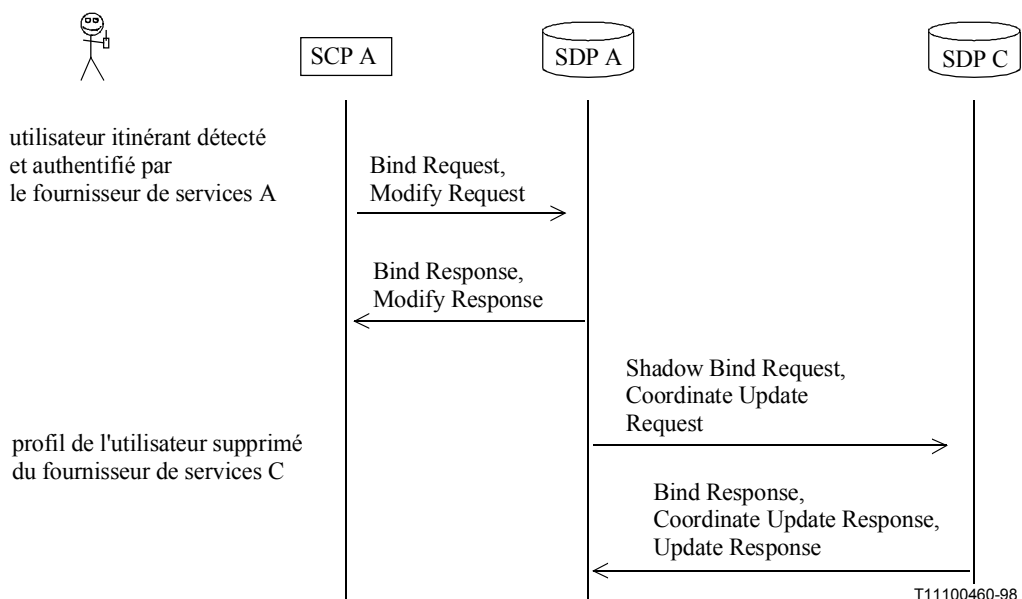 SCP A
SDP A
SDP C
utilisateur itinérant détecté
et authentifié par
le fournisseur de services A
Bind Request,
Modify Request
Bind Response,
Modify Response
Shadow Bind Request,
Coordinate Update
Request
profil de l'utilisateur supprimé
du fournisseur de services C
Bind Response,
Coordinate Update Response,
Update Response
T11100460-98